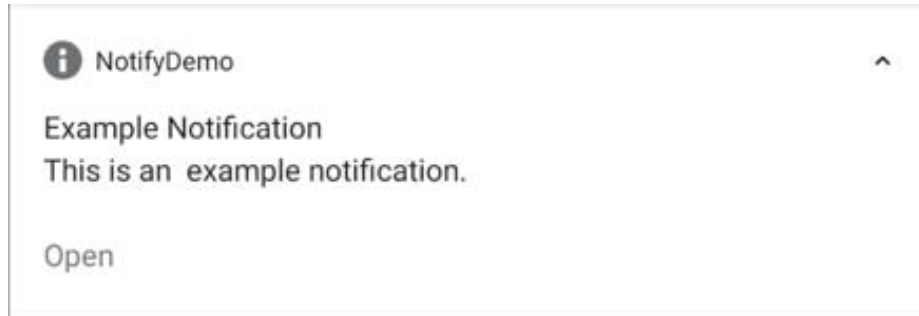 NotifyDemo
Example Notification
This is an  example notification.
Open